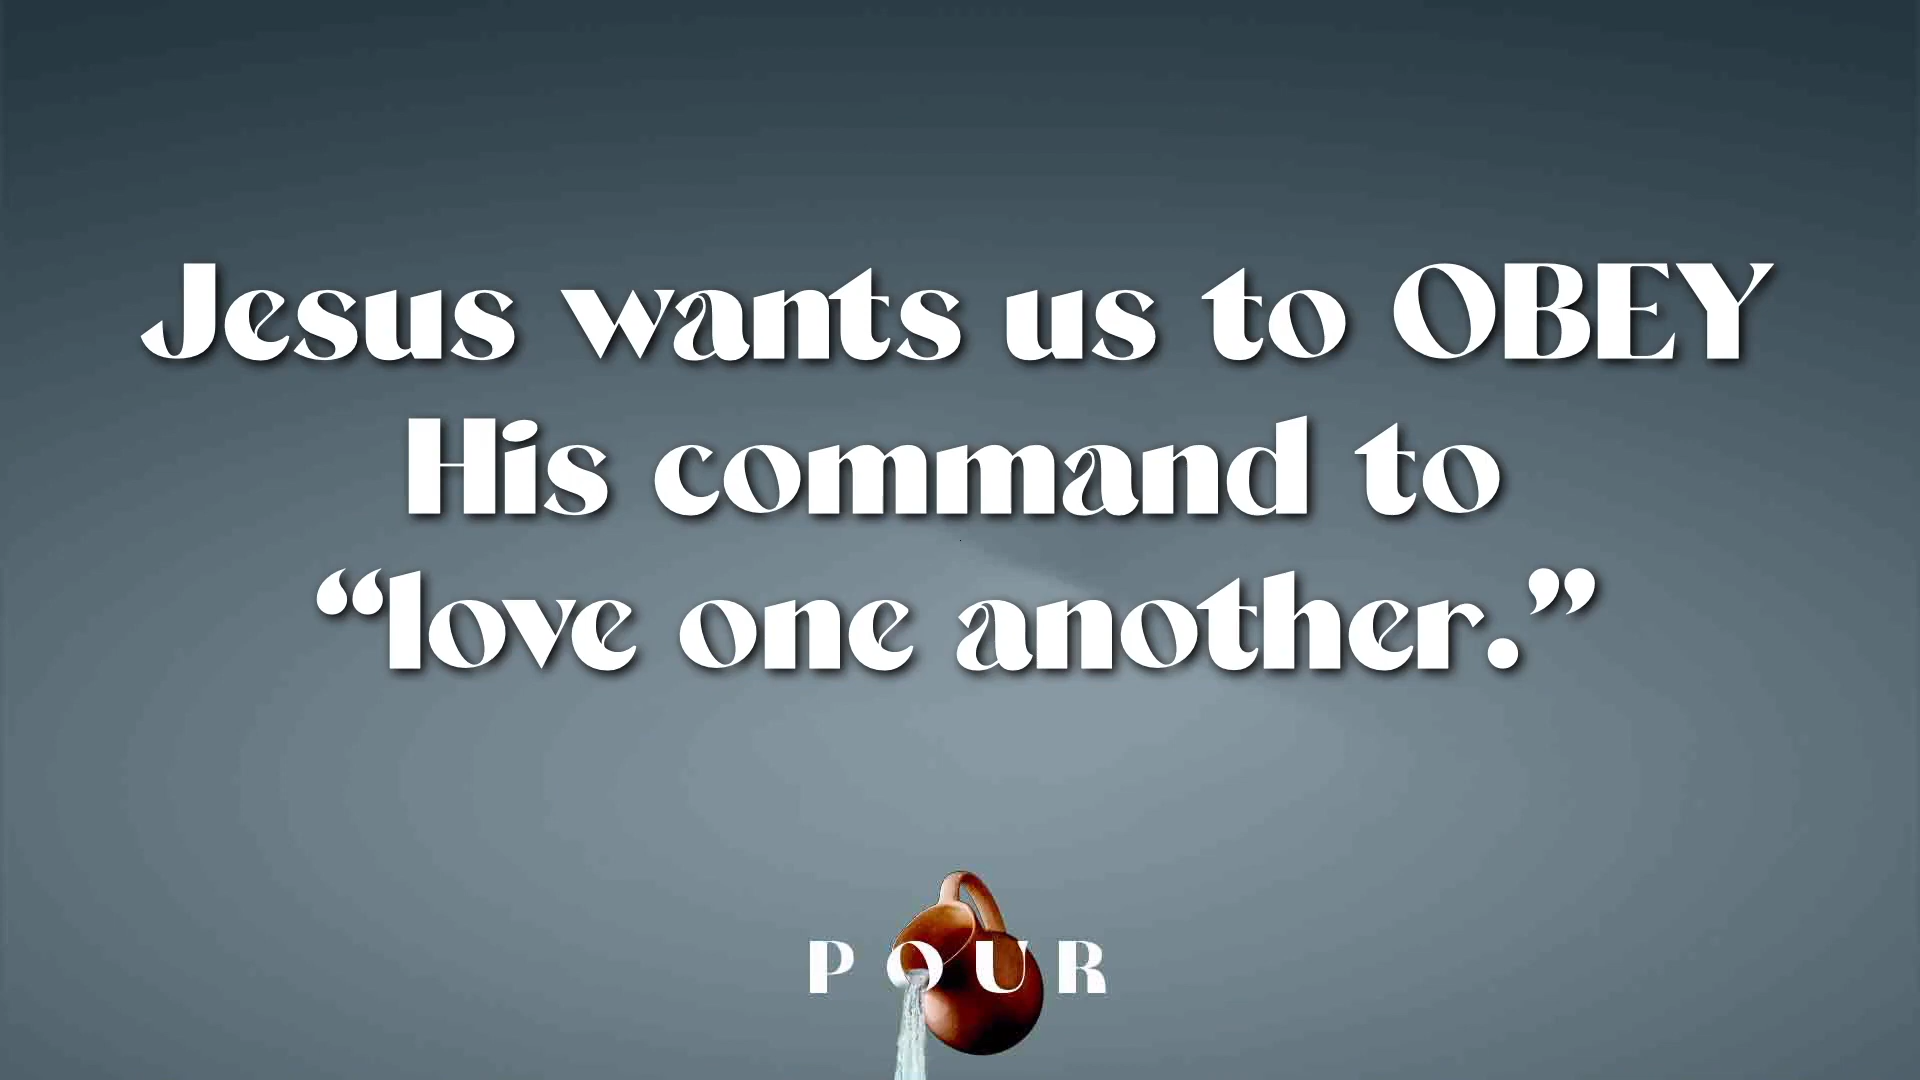 Jesus wants us to OBEY
His command to
“love one another.”
POUR